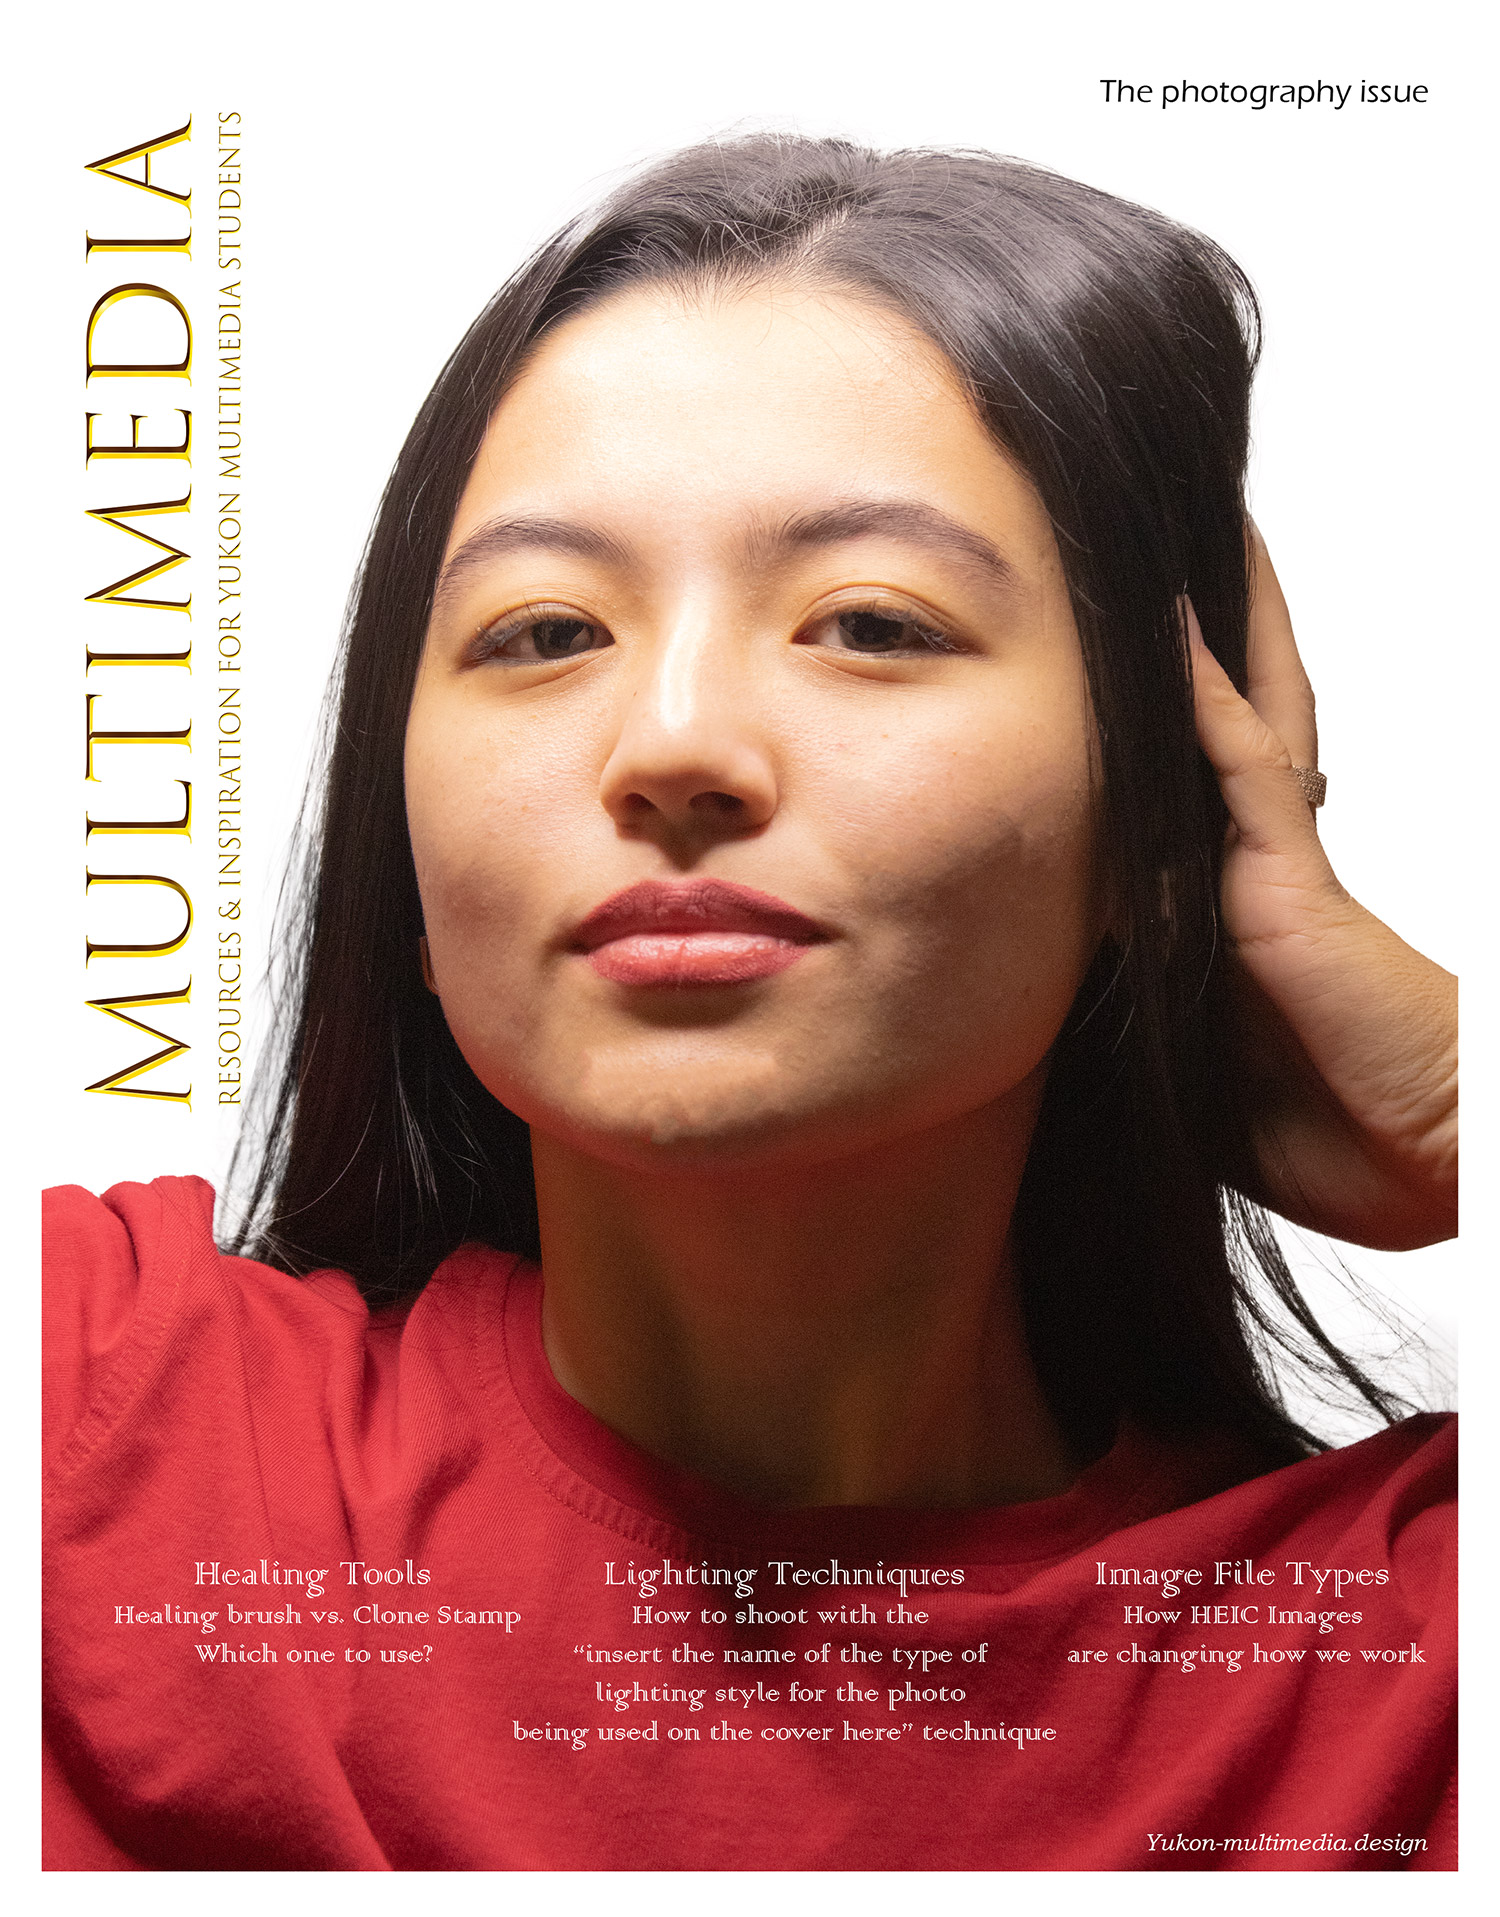 The photography issue
MULTIMEDIA
RESOURCES & INSPIRATION FOR YUKON MULTIMEDIA STUDENTS
Healing Tools
Healing brush vs. Clone Stamp
Which one to use?
Lighting Techniques
How to shoot with the
“insert the name of the type of
lighting style for the photo
being used on the cover here” technique
Image File Types
How HEIC Images
are changing how we work
Yukon-multimedia.design